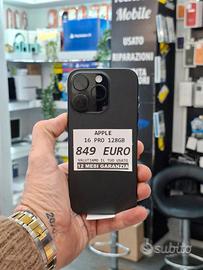 Mobile
USATO
RIPARAZIONI
APPLE
16 PRO 128GB
849 EURO
VALUTIAMO IL TUO USATO
12 MESI GARANZIA
subito